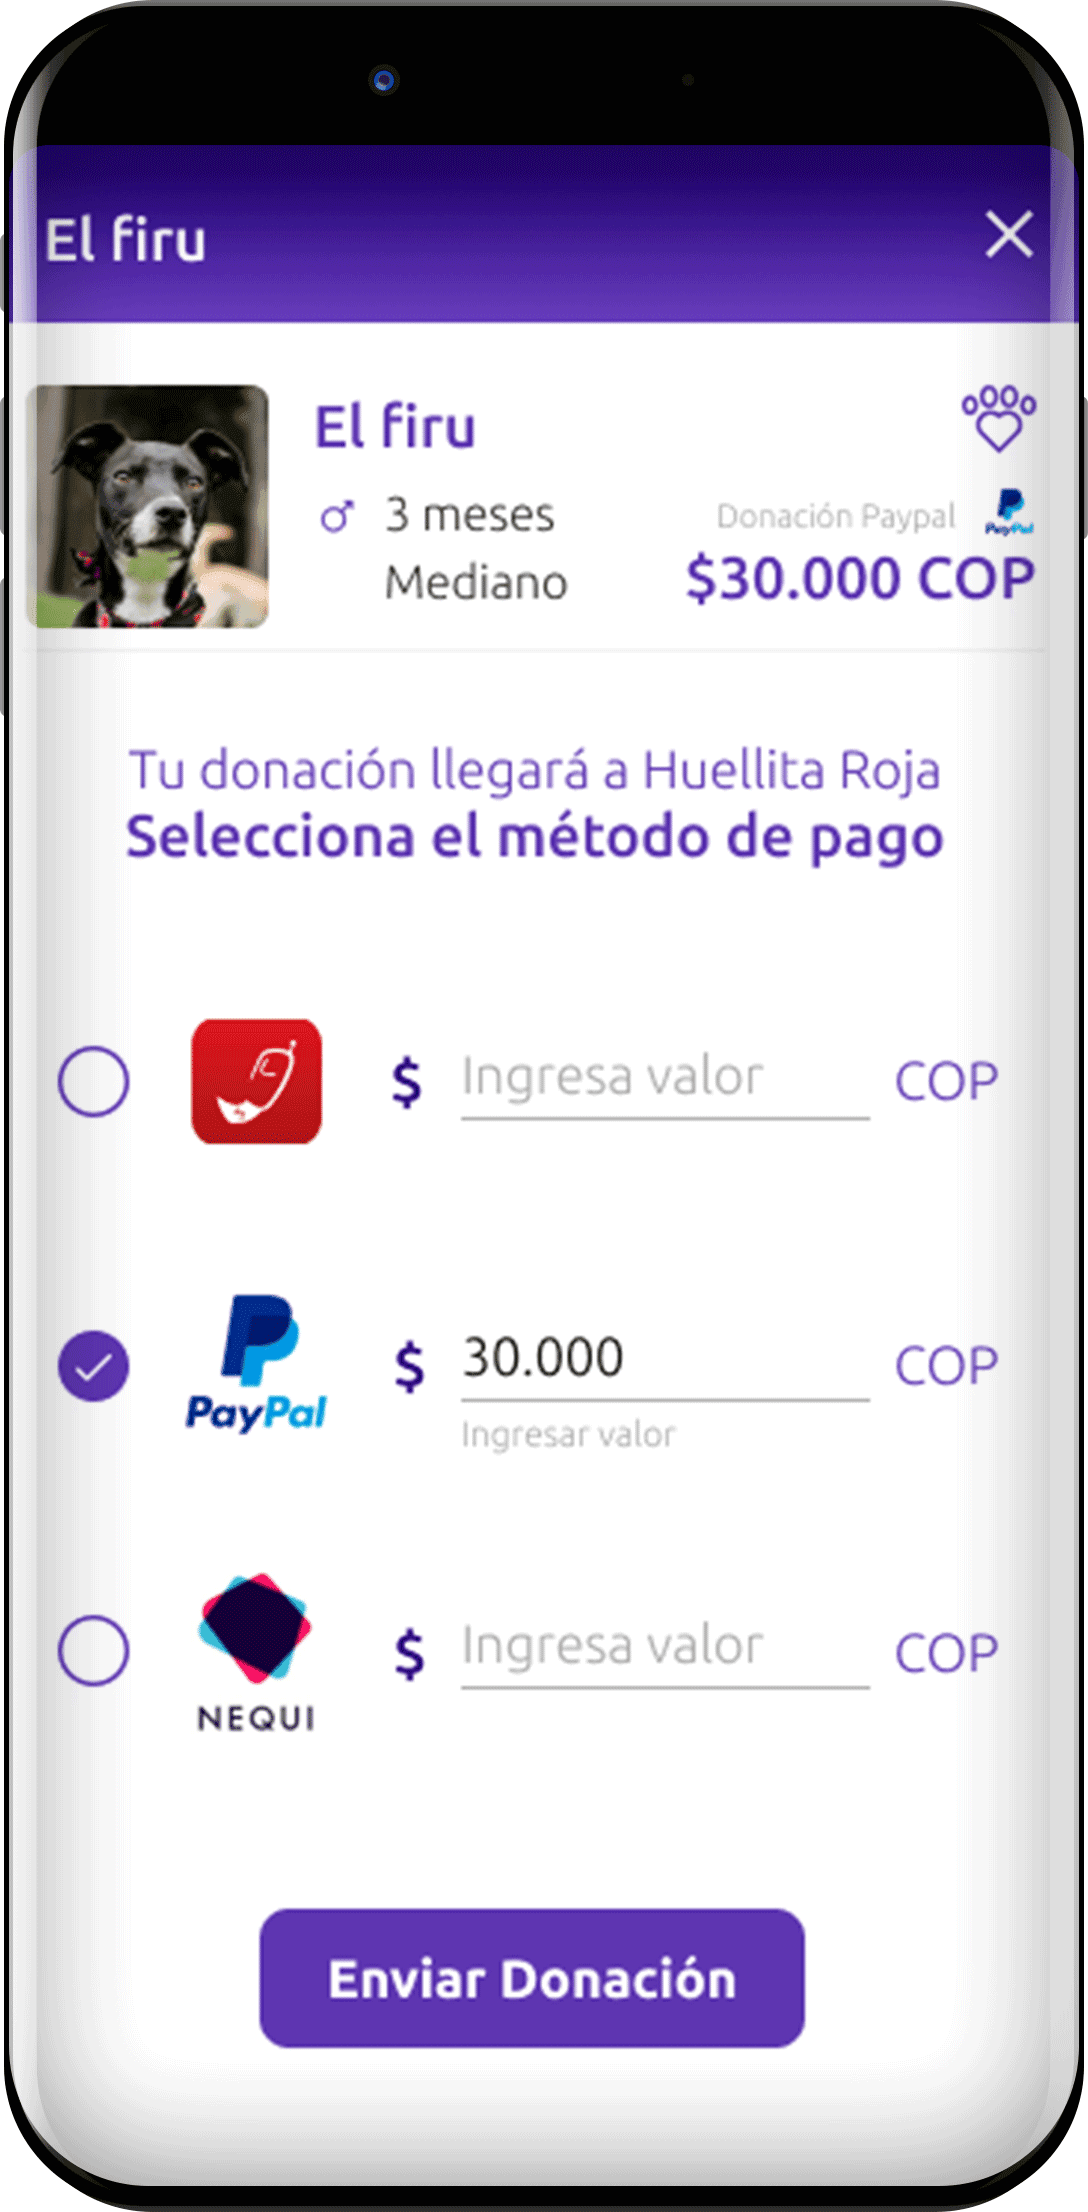 El firu
El firu
3 meses
Mediano
Donación Paypal
PayPal
$30.000 COP
Tu donación llegará a Huellita Roja
Selecciona el método de pago
$ Ingresa valor COP
PayPal $ 30.000 COP
Ingresar valor
NEQUI $ Ingresa valor COP
Enviar Donación